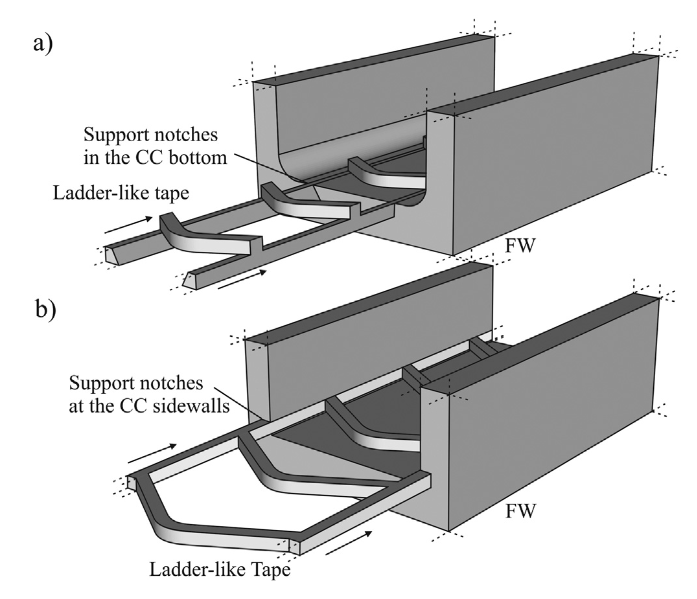 a)
Support notches
in the CC bottom
Ladder-like tape
FW
b)
Support notches
at the CC sidewalls
FW
Ladder-like Tape